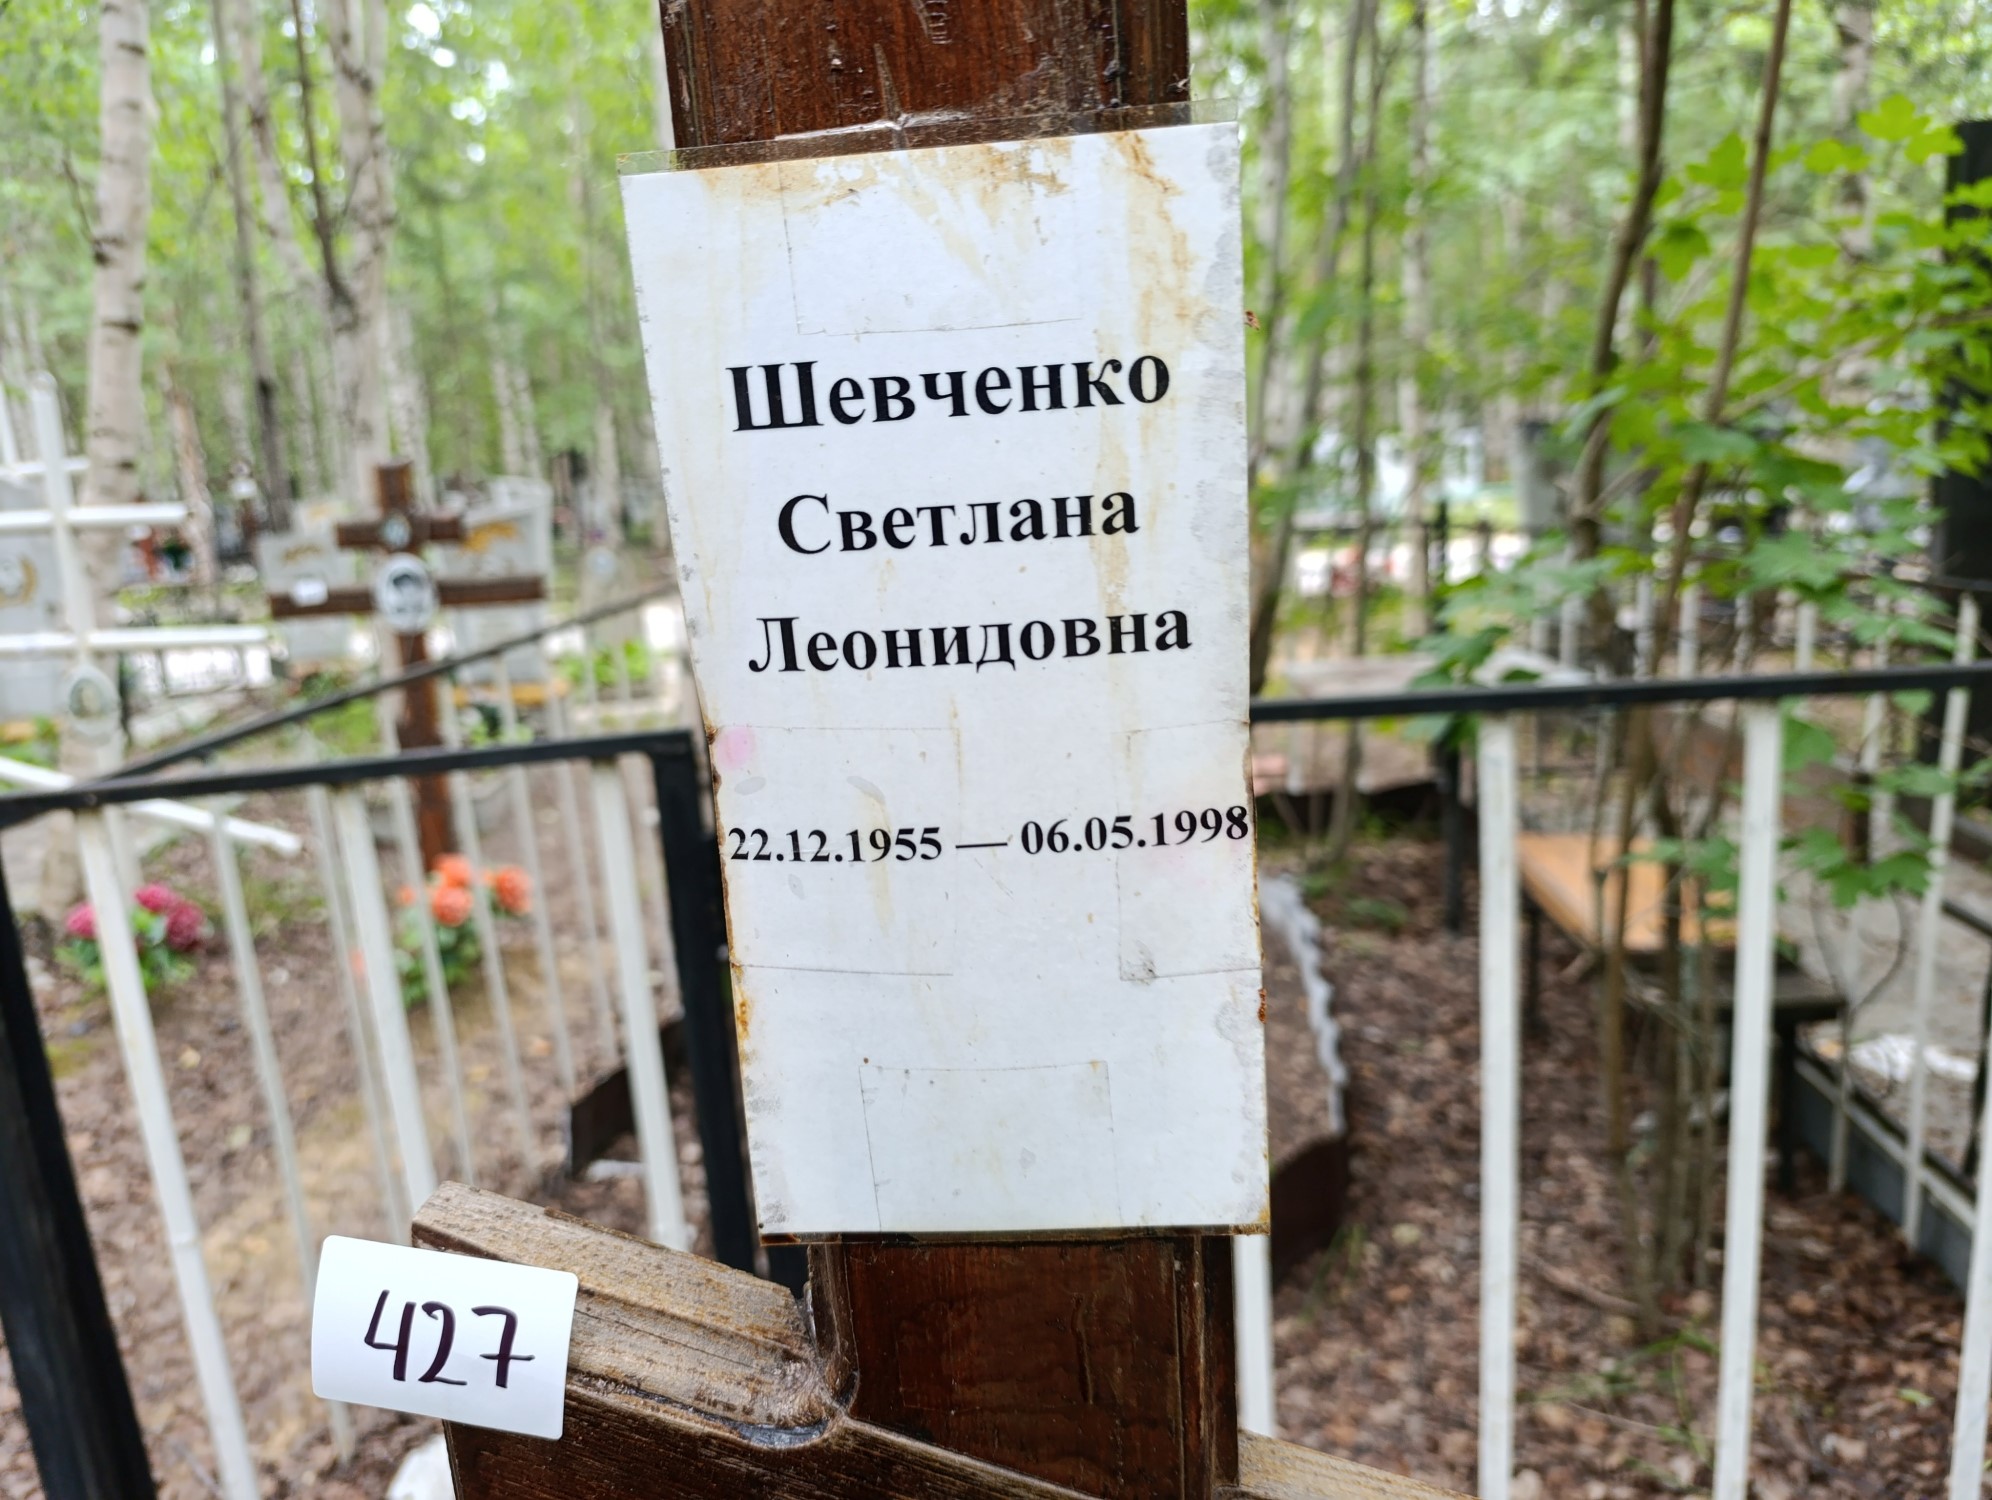 Шевченко
Светлана
Леонидовна
22.12.1955 — 06.05.1998
427